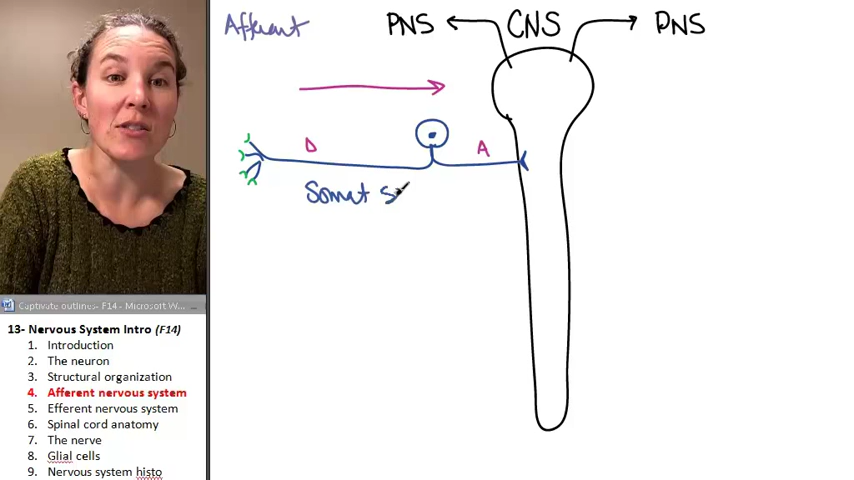 Afferent
PNS
CNS
PNS
D
A
Somat s
Captivate outlines- F14 - Microsoft W...
13- Nervous System Intro (F14)
1. Introduction
2. The neuron
3. Structural organization
4. Afferent nervous system
5. Efferent nervous system
6. Spinal cord anatomy
7. The nerve
8. Glial cells
9. Nervous system histo